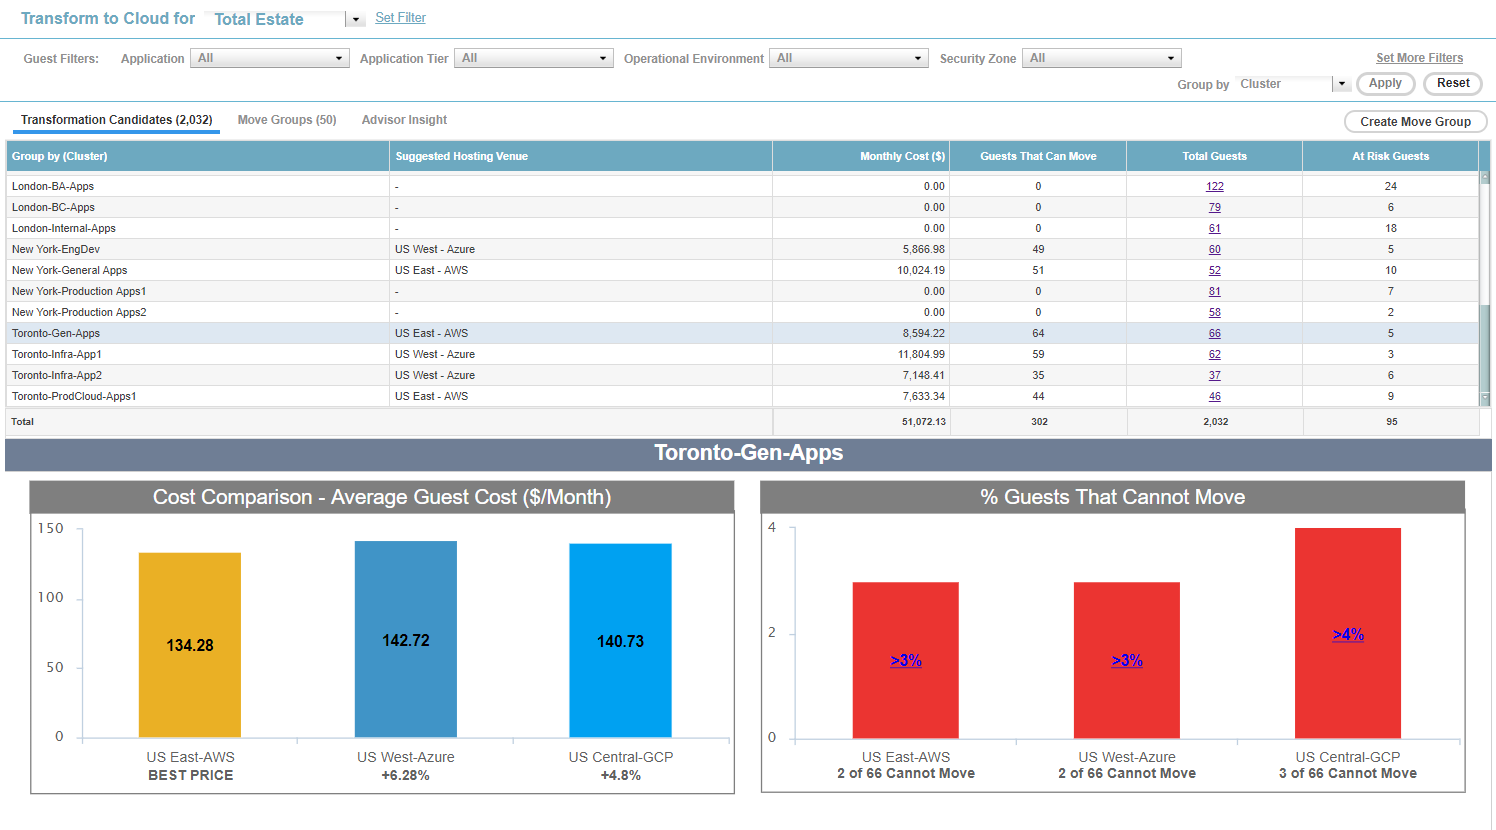 Transform to Cloud for Total Estate Set Filter
Guest Filters: Application All Application Tier All Operational Environment All Security Zone All Set More Filters
Group by Cluster Apply Reset
Transformation Candidates (2,032) Move Groups (50) Advisor Insight Create Move Group
Group by (Cluster) Suggested Hosting Venue Monthly Cost ($) Guests That Can Move Total Guests At Risk Guests
London-BA-Apps - 0.00 0 122 24
London-BC-Apps - 0.00 0 79 6
London-Internal-Apps - 0.00 0 61 18
New York-EngDev US West - Azure 5,866.98 49 60 5
New York-General Apps US East - AWS 10,024.19 51 52 10
New York-Production Apps1 - 0.00 0 81 7
New York-Production Apps2 - 0.00 0 58 2
Toronto-Gen-Apps US East - AWS 8,594.22 64 66 5
Toronto-Infra-App1 US West - Azure 11,804.99 59 62 3
Toronto-Infra-App2 US West - Azure 7,148.41 35 37 6
Toronto-ProdCloud-Apps1 US East - AWS 7,633.34 44 46 9
Total 51,072.13 302 2,032 95
Toronto-Gen-Apps
Cost Comparison - Average Guest Cost ($/Month)
150
100
50
0
134.28 142.72 140.73
US East-AWS US West-Azure US Central-GCP
BEST PRICE +6.28% +4.8%
% Guests That Cannot Move
4
2
0
>3% >3% >4%
US East-AWS US West-Azure US Central-GCP
2 of 66 Cannot Move 2 of 66 Cannot Move 3 of 66 Cannot Move